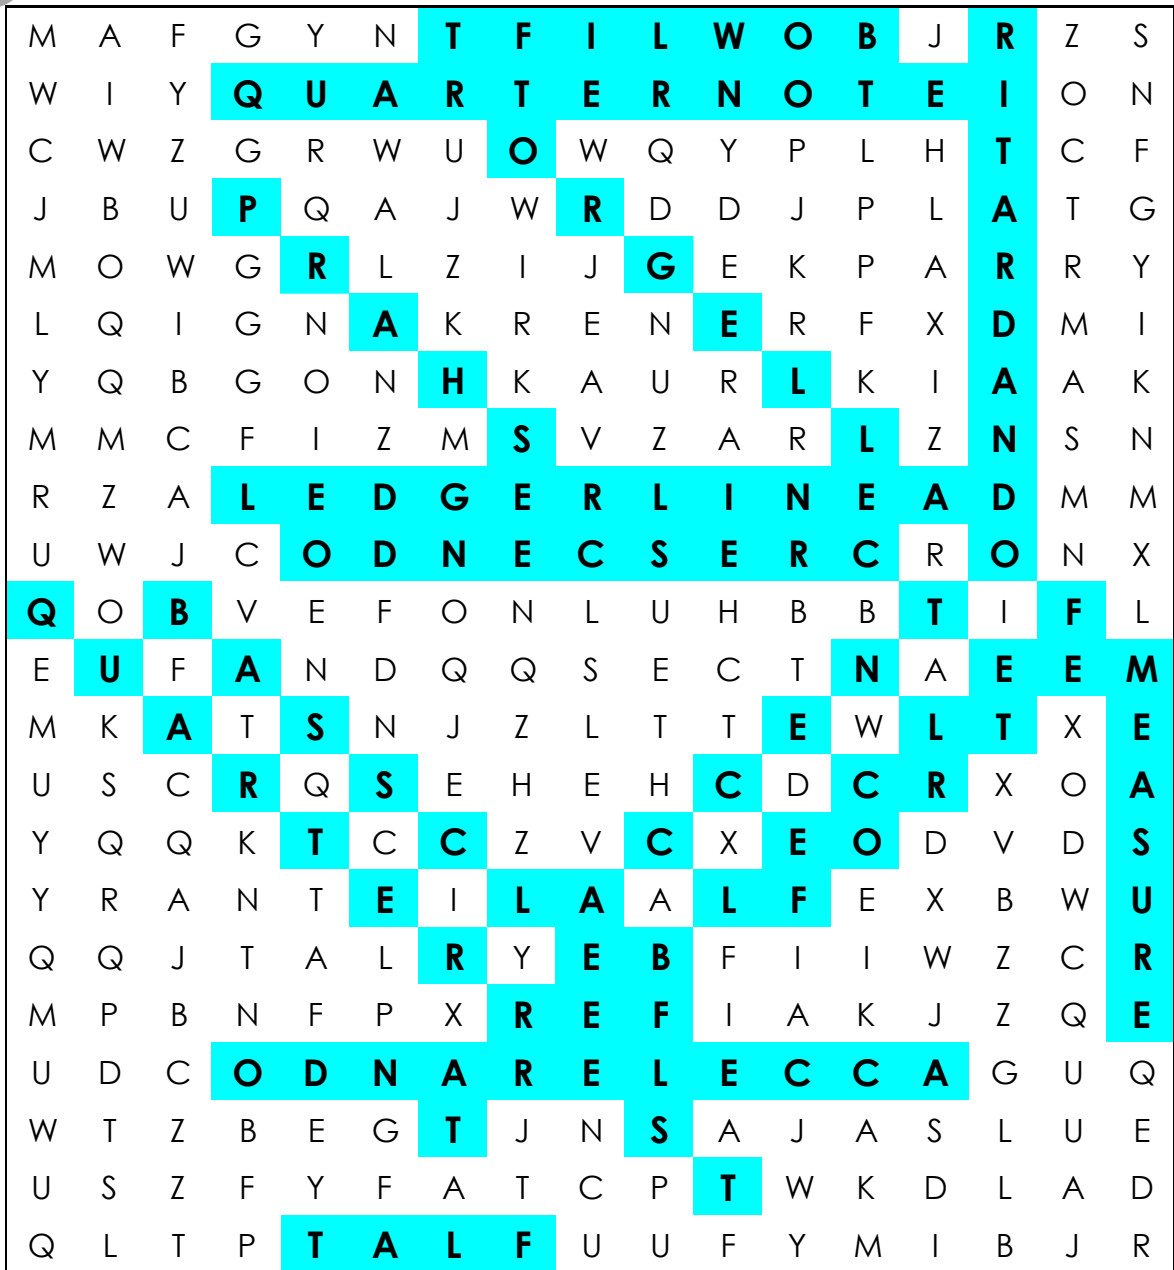 M A F G Y N T F I L W O B J R Z S
W I Y Q U A R T E R N O T E I O N
C W Z G R W U O W Q Y P L H T C F
J B U P Q A J W R D D J P L A T G
M O W G R L Z I J G E K P A R R Y
L Q I G N A K R E N E R F X D M I
Y Q B G O N H K A U R L K I A A K
M M C F I Z M S V Z A R L Z N S N
R Z A L E D G E R L I N E A D M M
U W J C O D N E C S E R C R O N X
Q O B V E F O N L U H B B T I F L
E U F A N D Q Q S E C T N A E E M
M K A T S N J Z L T T E W L T X E
U S C R Q S E H E H C D C R X O A
Y Q Q K T C C Z V C X E O D V D S
Y R A N T E I L A A L F E X B W U
Q Q J T A L R Y E B F I I W Z C R
M P B N F P X R E F I A K J Z Q E
U D C O D N A R E L E C C A G U Q
W T Z B E G T J N S A J A S L U E
U S Z F Y F A T C P T W K D L A D
Q L T P T A L F U U F Y M I B J R